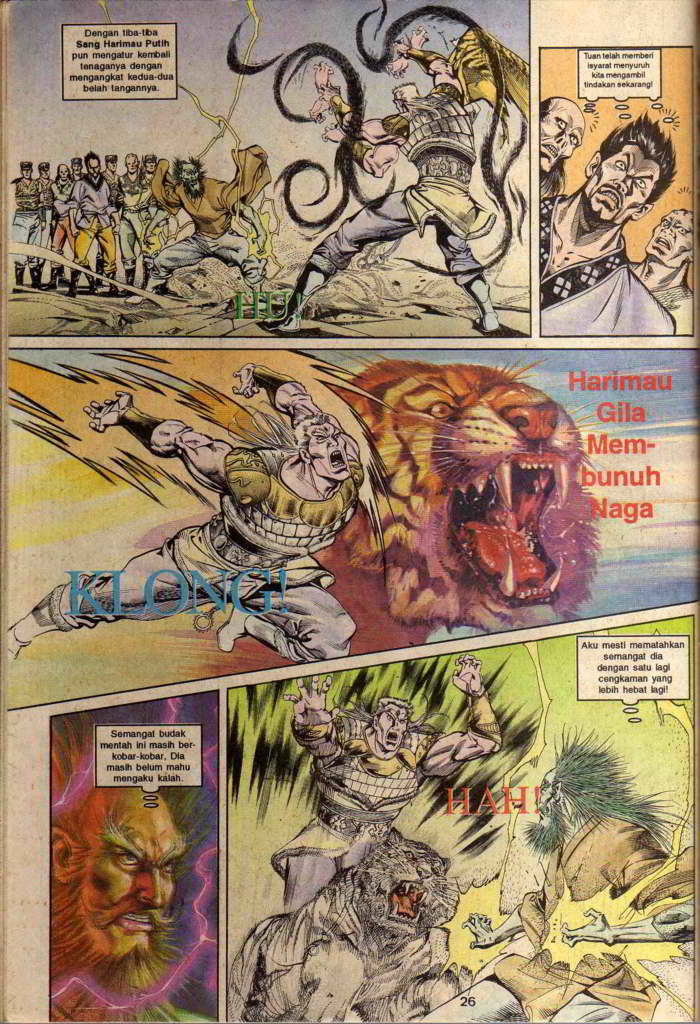 Dengan tiba-tiba
Sang Harimau Putih
pun mengatur kembali
tenaganya dengan
mengangkat kedua-dua
belah tangannya.
HU!
Tuan telah memberi
isyarat menyuruh
kita mengambil
tindakan sekarang!
Harimau
Gila
Mem-
bunuh
Naga
KLONG!
Semangat budak
mentah ini masih ber-
kobar-kobar, Dia
masih belum mahu
mengaku kalah.
Aku mesti mematahkan
semangat dia
dengan satu lagi
cengkaman yang
lebih hebat lagi!
HAH!
26